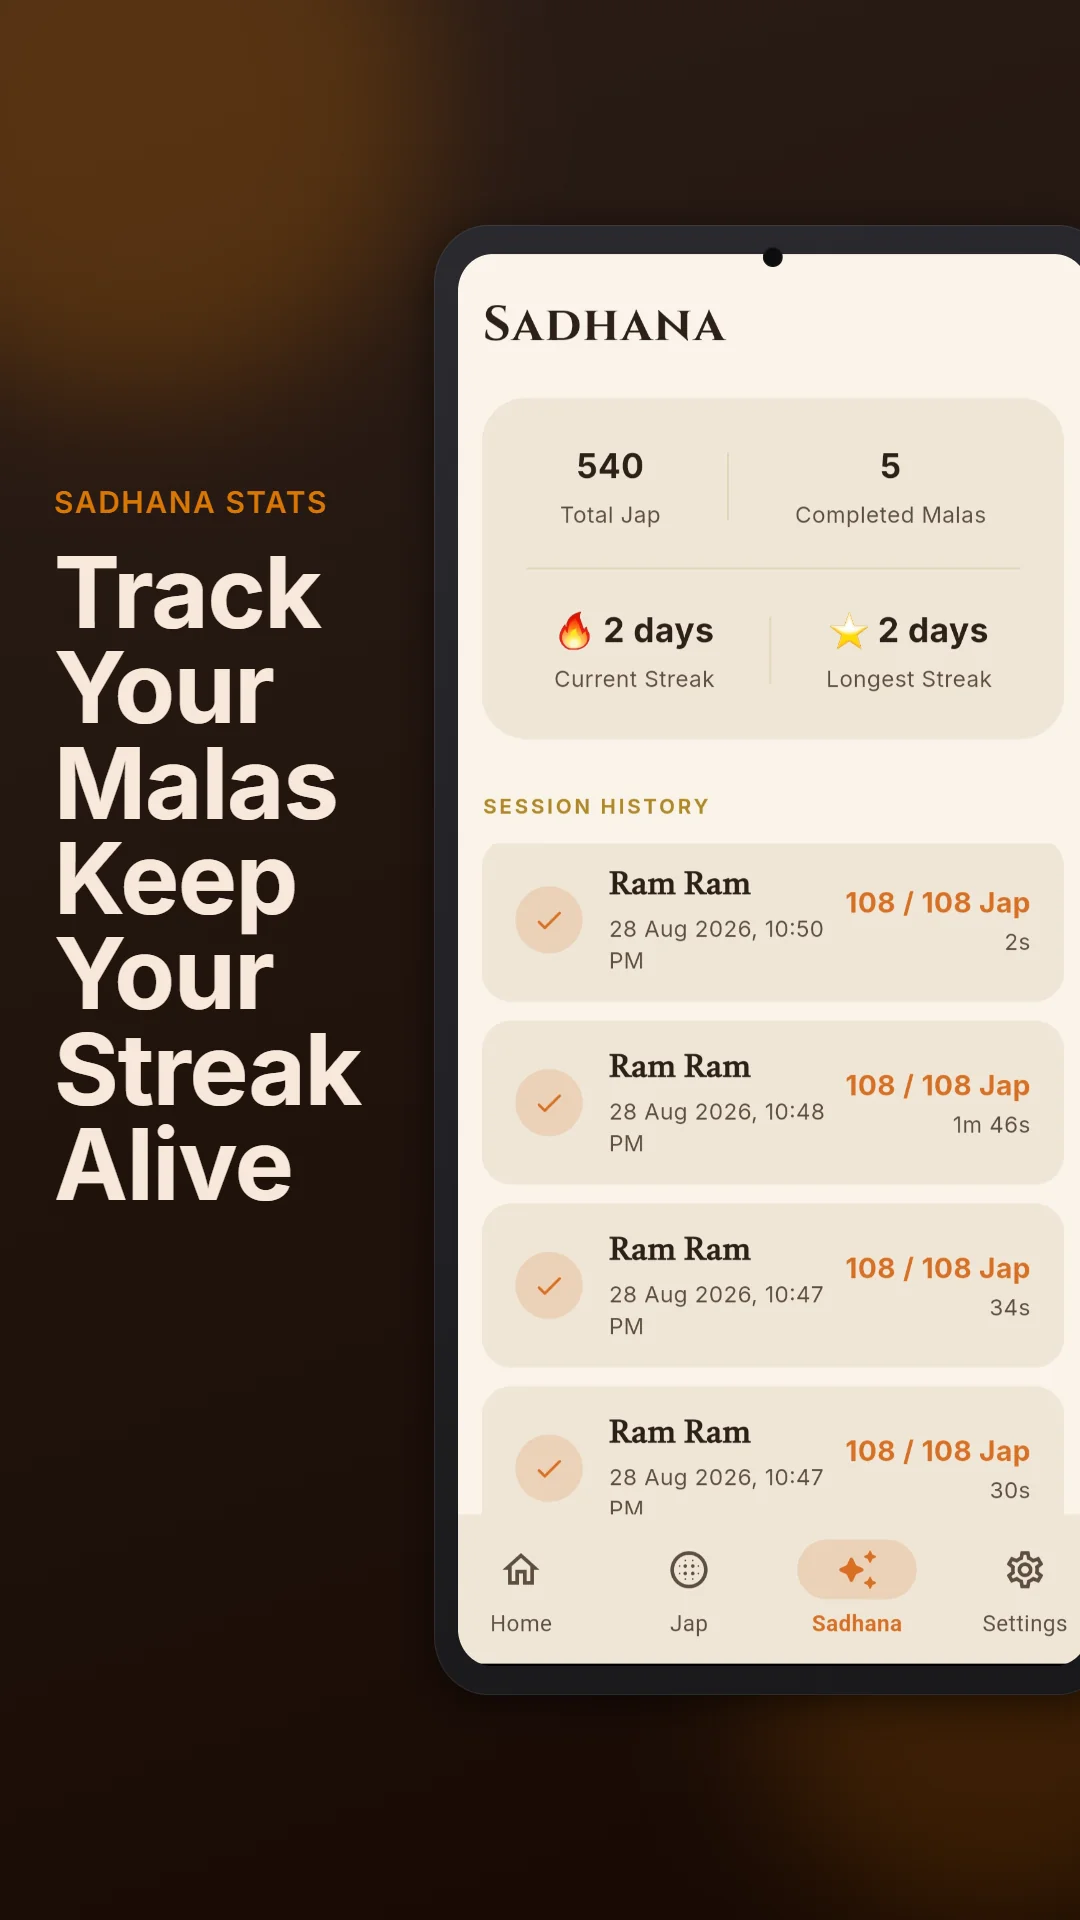 SADHANA STATS
Track
Your
Malas
Keep
Your
Streak
Alive
SADHANA
540
Total Jap
5
Completed Malas
🔥 2 days
Current Streak
⭐ 2 days
Longest Streak
SESSION HISTORY
Ram Ram
28 Aug 2026, 10:50
PM
108 / 108 Jap
2s
Ram Ram
28 Aug 2026, 10:48
PM
108 / 108 Jap
1m 46s
Ram Ram
28 Aug 2026, 10:47
PM
108 / 108 Jap
34s
Ram Ram
28 Aug 2026, 10:47
PM
108 / 108 Jap
30s
Home
Jap
Sadhana
Settings